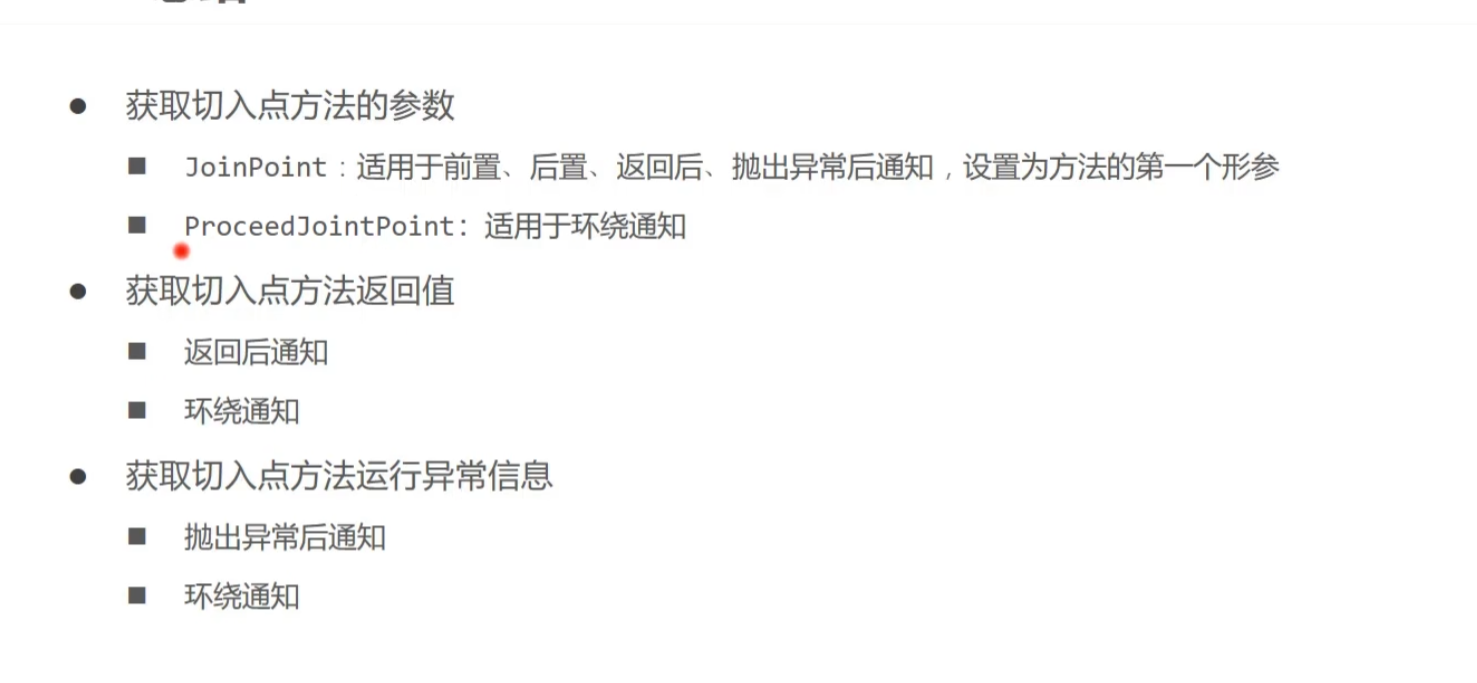 获取切入点方法的参数
JoinPoint：适用于前置、后置、返回后、抛出异常后通知，设置为方法的第一个形参
ProceedJointPoint: 适用于环绕通知
获取切入点方法返回值
返回后通知
环绕通知
获取切入点方法运行异常信息
抛出异常后通知
环绕通知